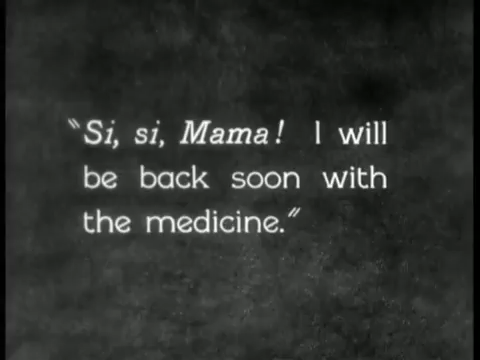 "Si, si, Mama! I will
be back soon with
the medicine."